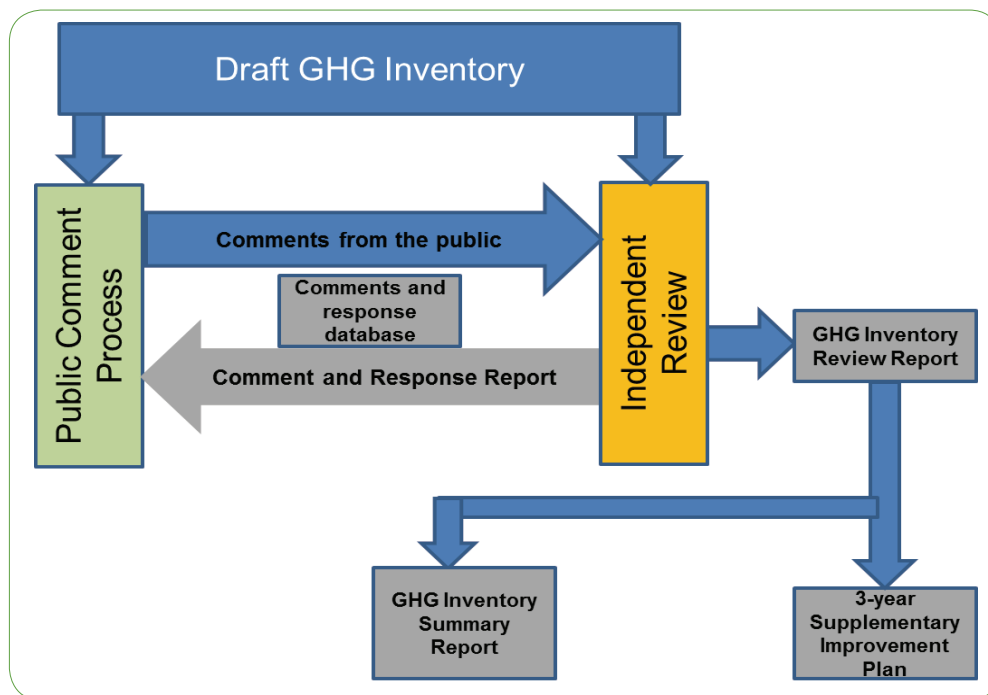 Draft GHG Inventory
Public Comment
Process
Comments from the public
Comments and
response
database
Comment and Response Report
Independent
Review
GHG Inventory
Review Report
GHG Inventory
Summary
Report
3-year
Supplementary
Improvement
Plan